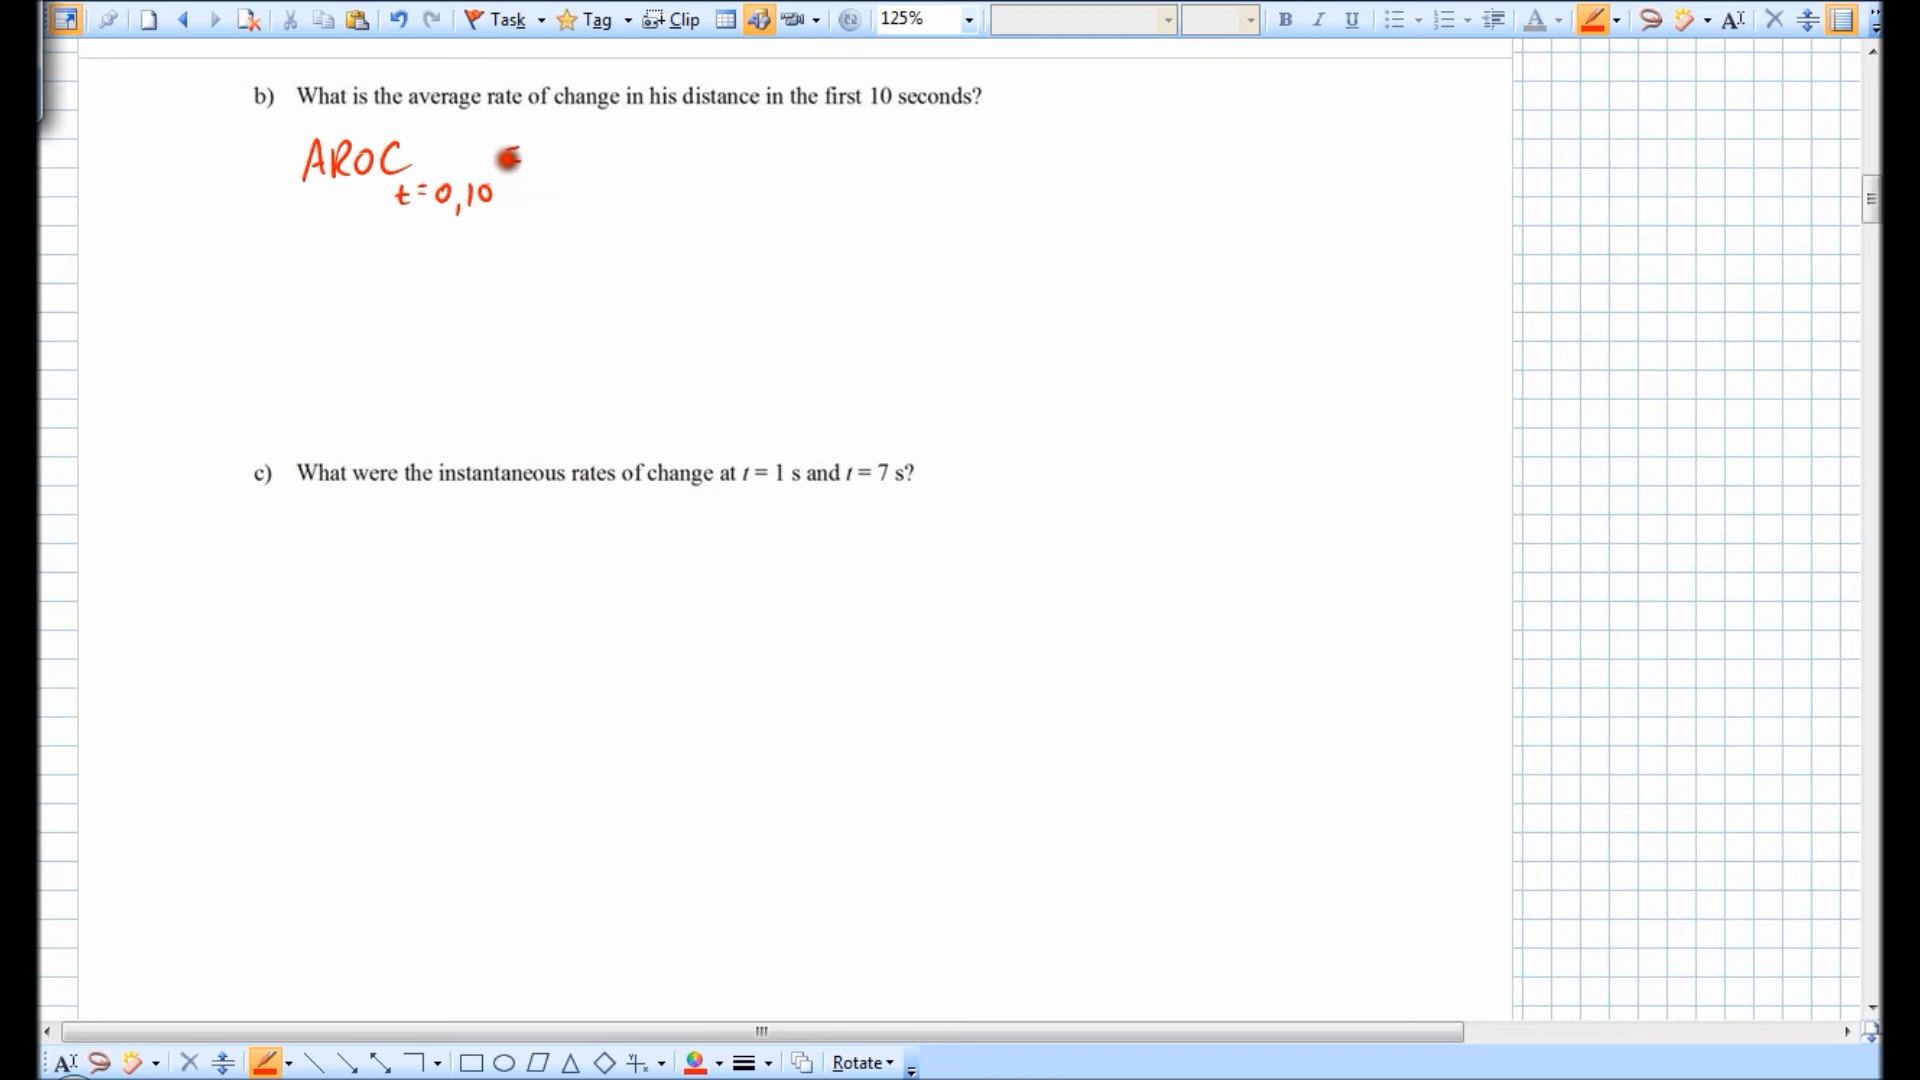 Task Tag Clip 125% B I U A
b) What is the average rate of change in his distance in the first 10 seconds?
AROC
t=0,10
c) What were the instantaneous rates of change at t = 1 s and t = 7 s?
Rotate